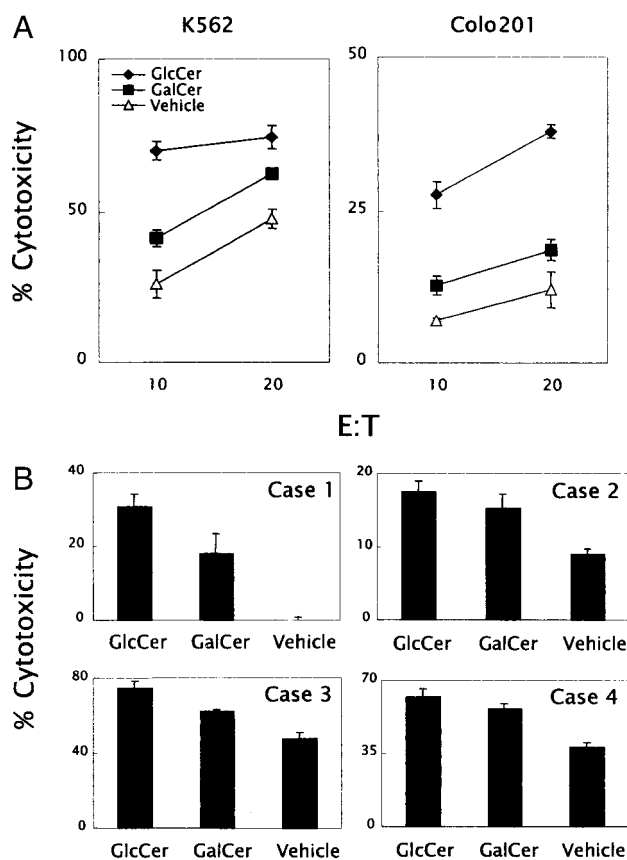 A
K562
Colo201
% Cytotoxicity
100
50
0
GlcCer
GalCer
Vehicle
10
20
50
25
0
10
20
E:T
B
% Cytotoxicity
40
20
0
Case 1
GlcCer
GalCer
Vehicle
20
10
0
Case 2
GlcCer
GalCer
Vehicle
% Cytotoxicity
80
40
0
Case 3
GlcCer
GalCer
Vehicle
70
35
0
Case 4
GlcCer
GalCer
Vehicle